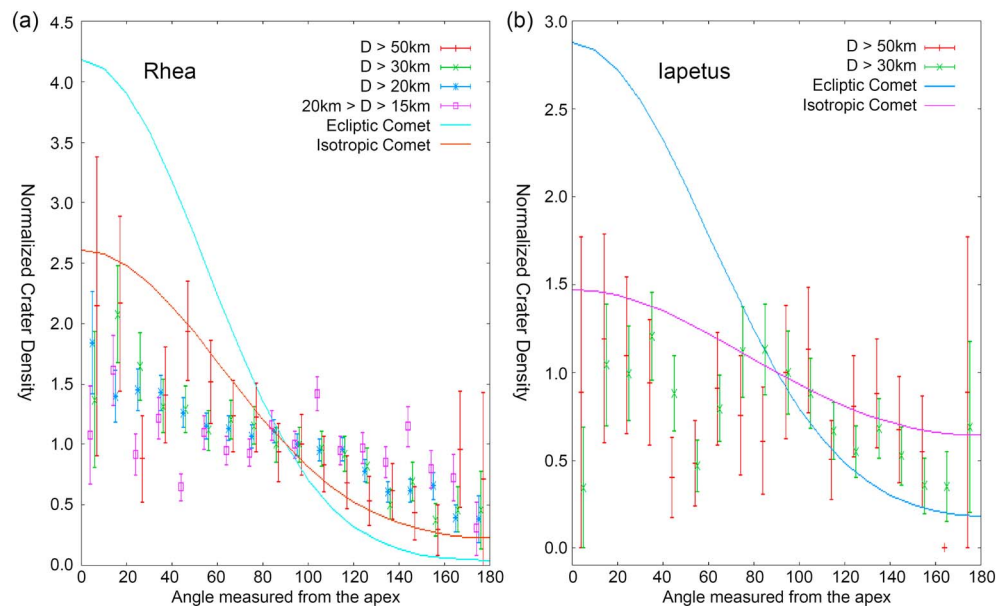 (a)
Rhea
D > 50km
D > 30km
D > 20km
20km > D > 15km
Ecliptic Comet
Isotropic Comet
Normalized Crater Density
4.5
4.0
3.5
3.0
2.5
2.0
1.5
1.0
0.5
0.0
0 20 40 60 80 100 120 140 160 180
Angle measured from the apex
(b)
Iapetus
D > 50km
D > 30km
Ecliptic Comet
Isotropic Comet
Normalized Crater Density
3.0
2.5
2.0
1.5
1.0
0.5
0.0
0 20 40 60 80 100 120 140 160 180
Angle measured from the apex